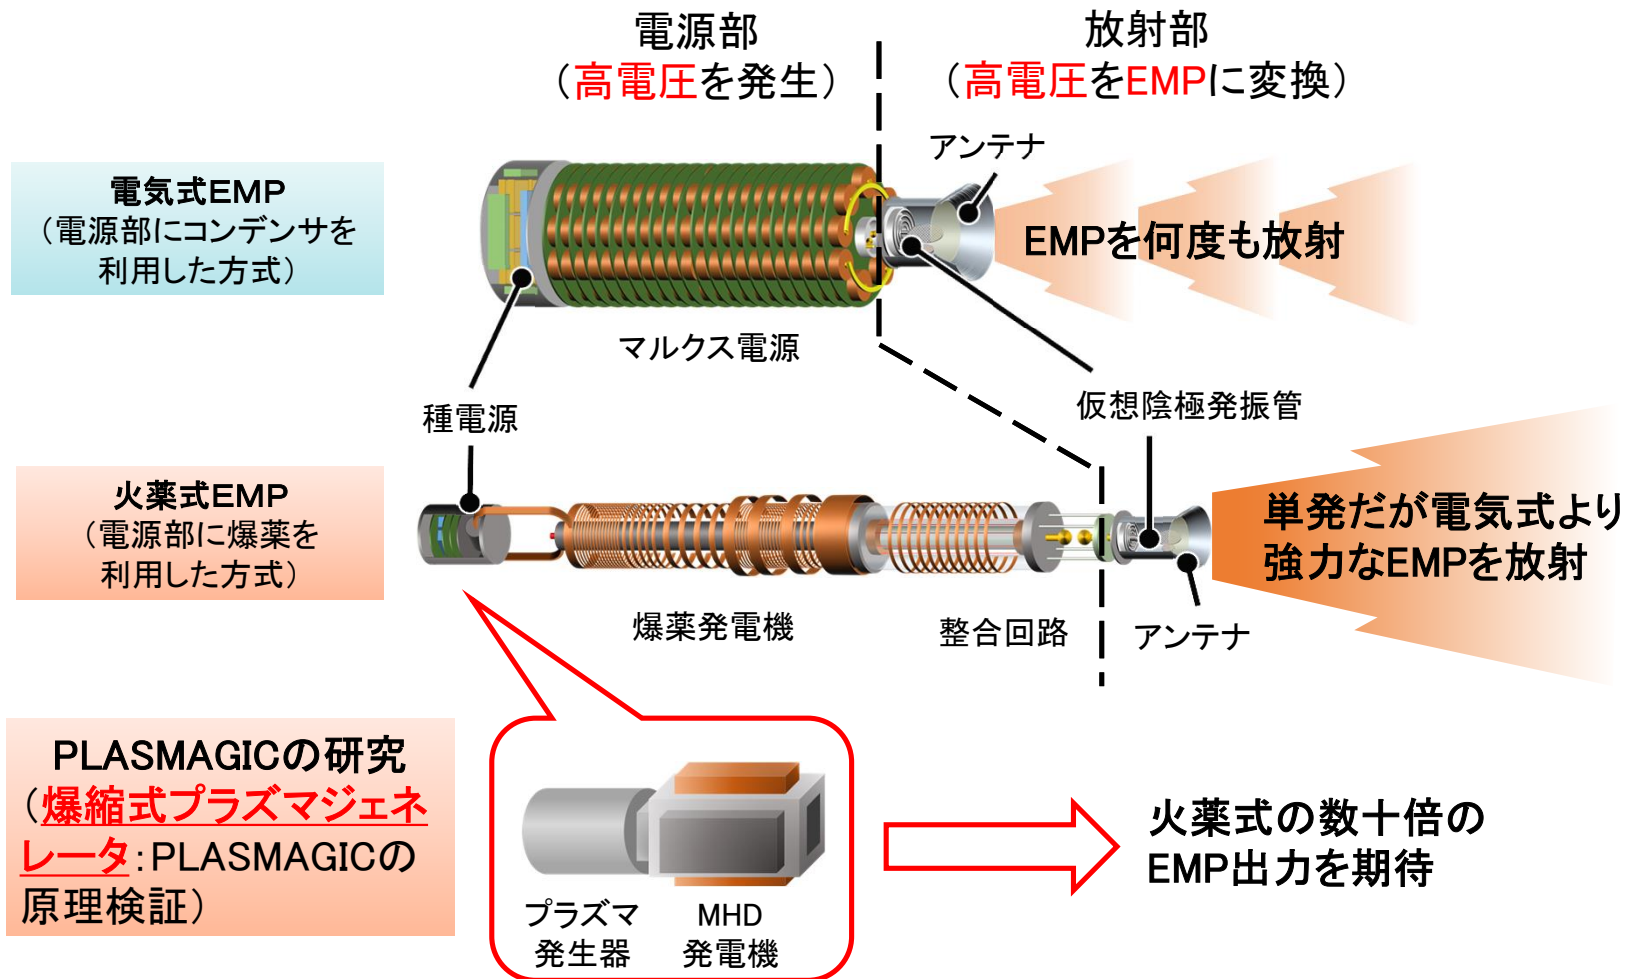 電源部
（高電圧を発生）
放射部
（高電圧をEMPに変換）
アンテナ
電気式EMP
（電源部にコンデンサを
利用した方式）
EMPを何度も放射
マルクス電源
種電源
仮想陰極発振管
火薬式EMP
（電源部に爆薬を
利用した方式）
単発だが電気式より
強力なEMPを放射
爆薬発電機
整合回路
アンテナ
PLASMAGICの研究
（爆縮式プラズマジェネ
レータ：PLASMAGICの
原理検証）
プラズマ
発生器
MHD
発電機
火薬式の数十倍の
EMP出力を期待